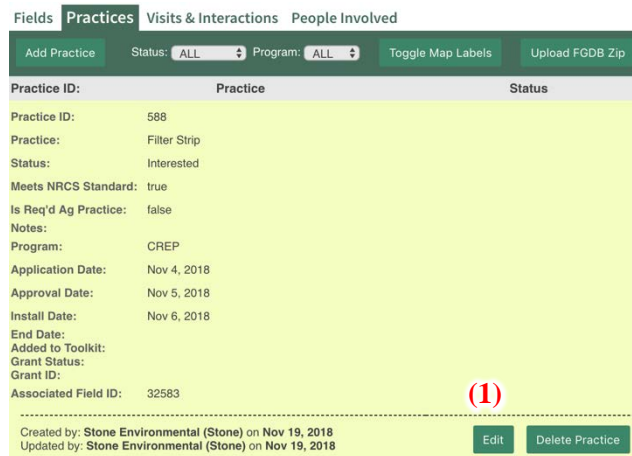 Fields Practices Visits & Interactions People Involved
Add Practice Status: ALL Program: ALL Toggle Map Labels Upload FGDB Zip
Practice ID: Practice Status
Practice ID: 588
Practice: Filter Strip
Status: Interested
Meets NRCS Standard: true
Is Req'd Ag Practice: false
Notes:
Program: CREP
Application Date: Nov 4, 2018
Approval Date: Nov 5, 2018
Install Date: Nov 6, 2018
End Date:
Added to Toolkit:
Grant Status:
Grant ID:
Associated Field ID: 32583
(1)
Created by: Stone Environmental (Stone) on Nov 19, 2018
Updated by: Stone Environmental (Stone) on Nov 19, 2018
Edit Delete Practice